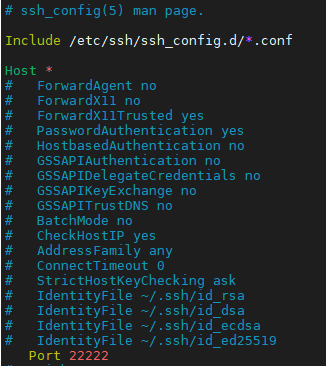 # ssh_config(5) man page.
Include /etc/ssh/ssh_config.d/*.conf
Host *
#   ForwardAgent no
#   ForwardX11 no
#   ForwardX11Trusted yes
#   PasswordAuthentication yes
#   HostbasedAuthentication no
#   GSSAPIAuthentication no
#   GSSAPIDelegateCredentials no
#   GSSAPIKeyExchange no
#   GSSAPITrustDNS no
#   BatchMode no
#   CheckHostIP yes
#   AddressFamily any
#   ConnectTimeout 0
#   StrictHostKeyChecking ask
#   IdentityFile ~/.ssh/id_rsa
#   IdentityFile ~/.ssh/id_dsa
#   IdentityFile ~/.ssh/id_ecdsa
#   IdentityFile ~/.ssh/id_ed25519
   Port 22222